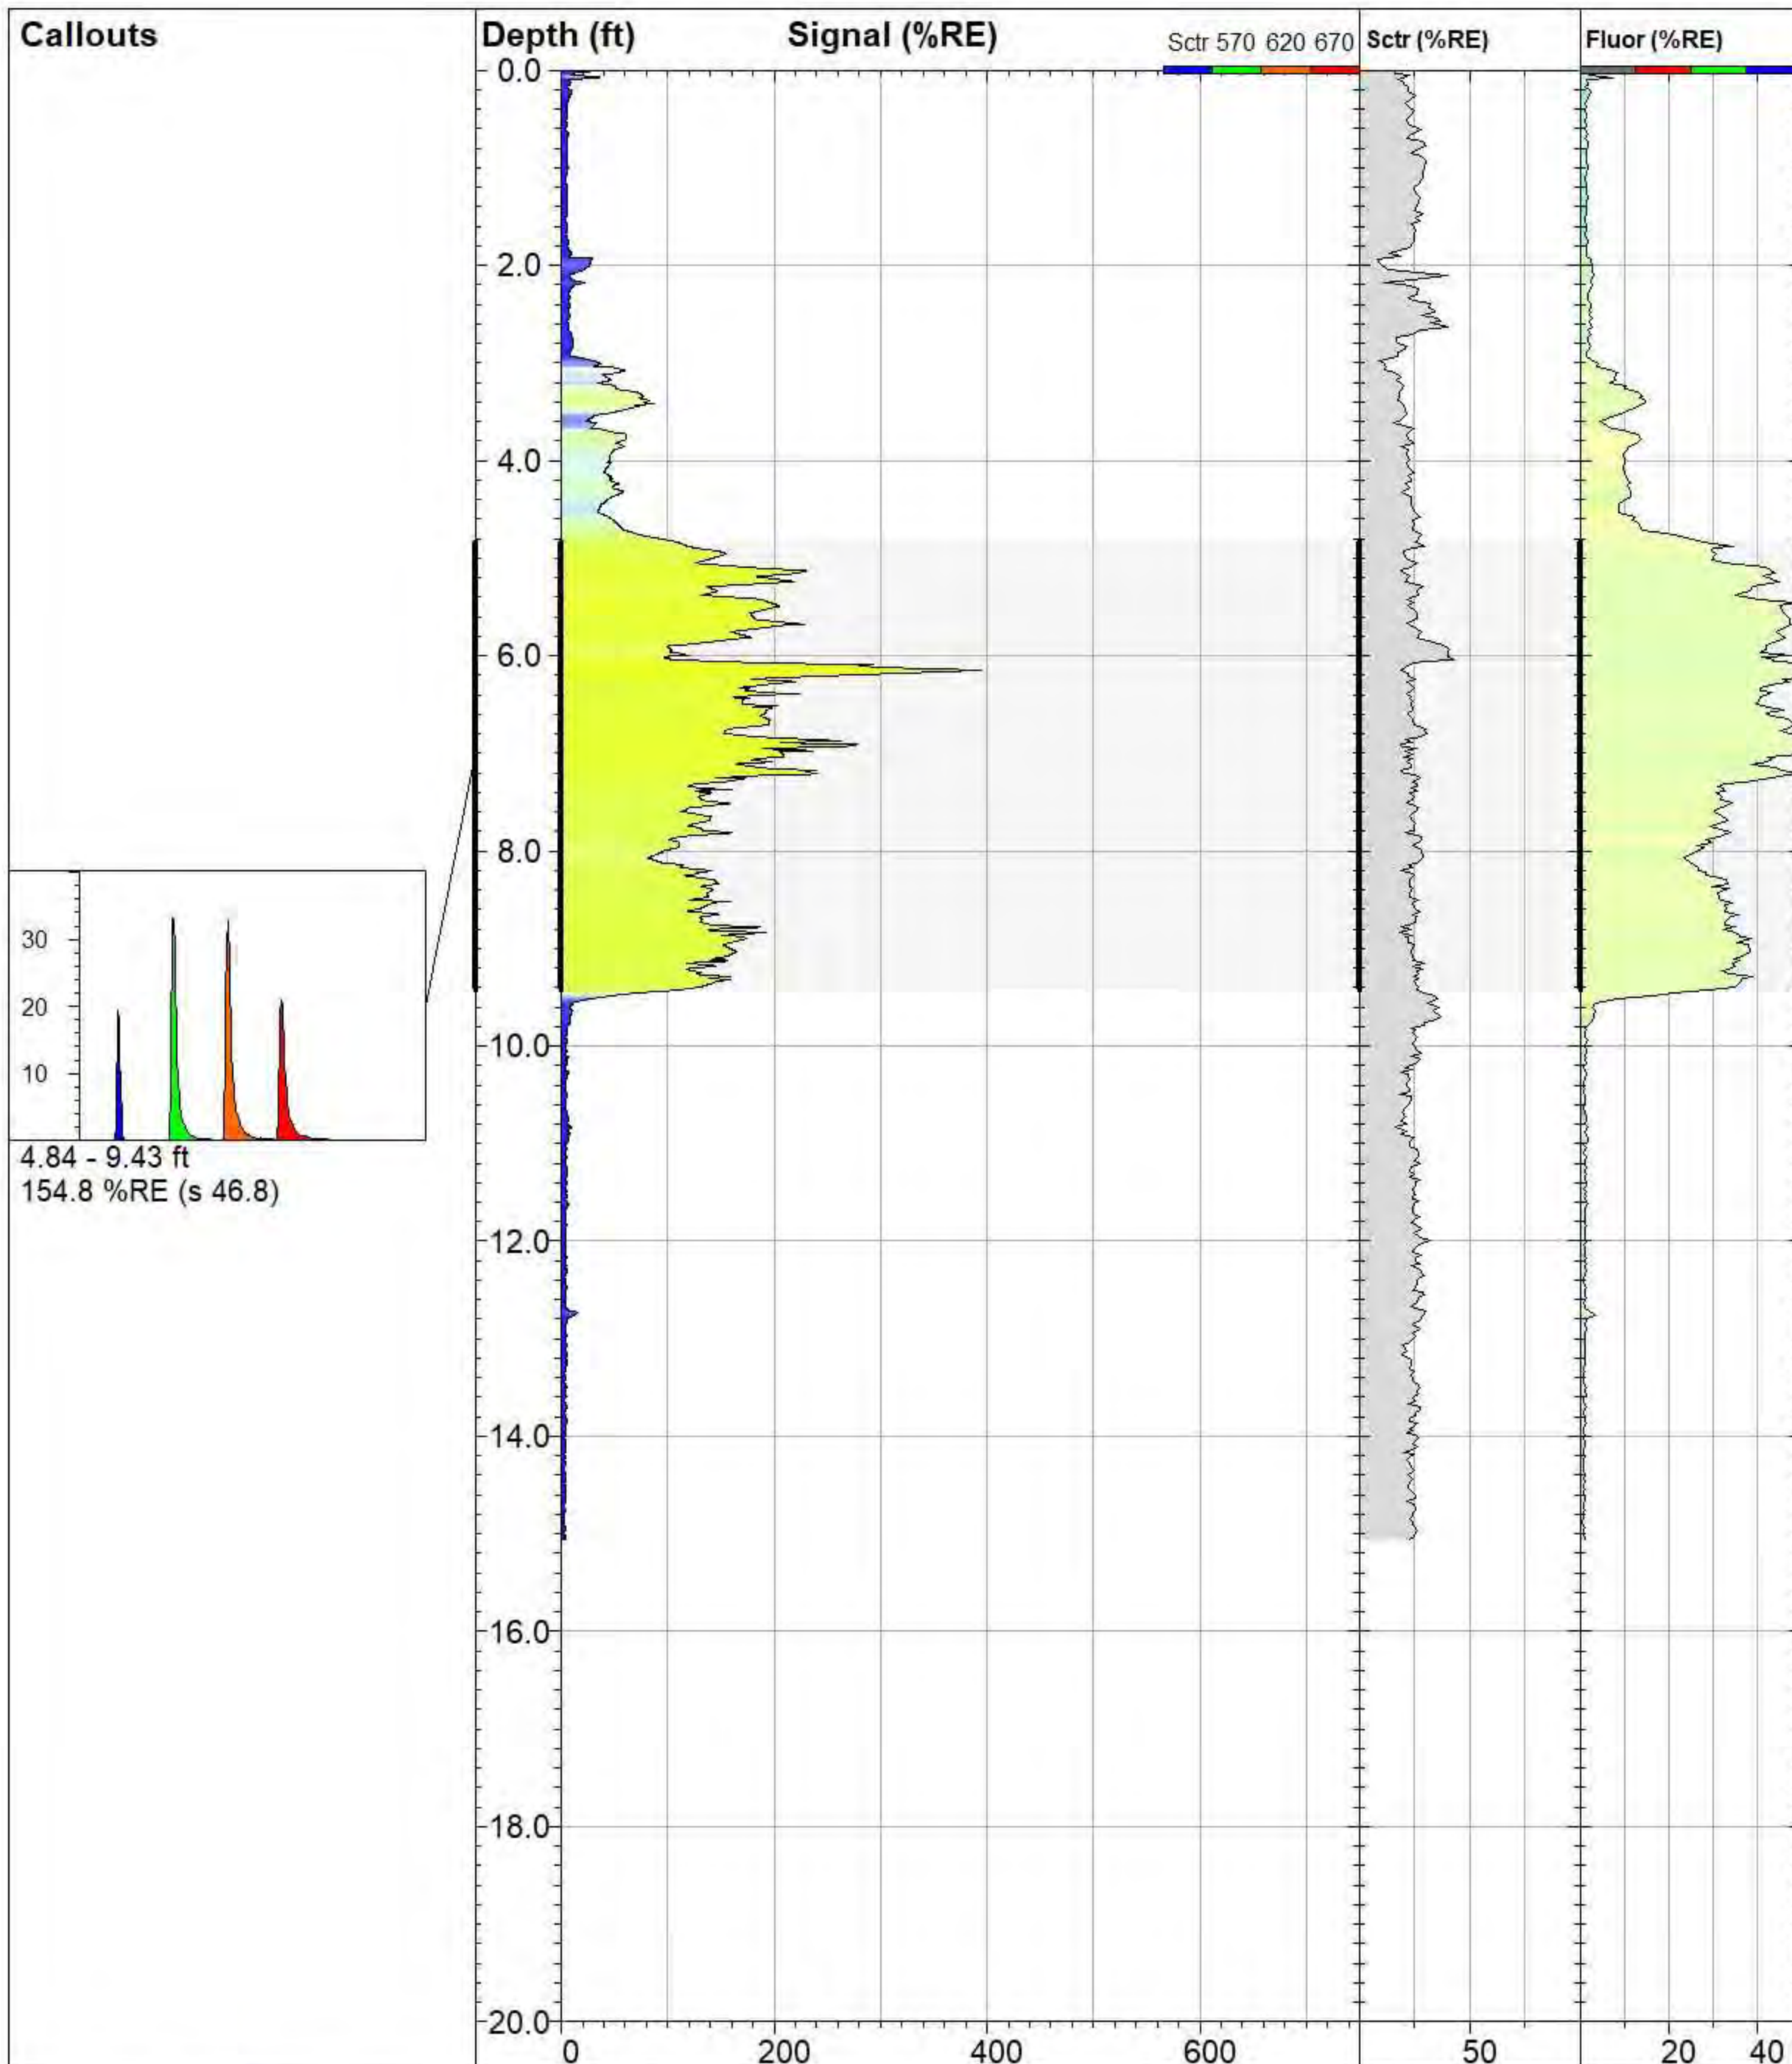 Callouts
Depth (ft)
Signal (%RE)
Sctr 570 620 670
Sctr (%RE)
Fluor (%RE)
0.0
2.0
4.0
6.0
8.0
10.0
12.0
14.0
16.0
18.0
20.0
30
20
10
4.84 - 9.43 ft
154.8 %RE (s 46.8)
0 200 400 600
50
20 40